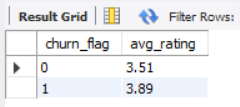 Result Grid Filter Rows:
churn_flag avg_rating
0 3.51
1 3.89